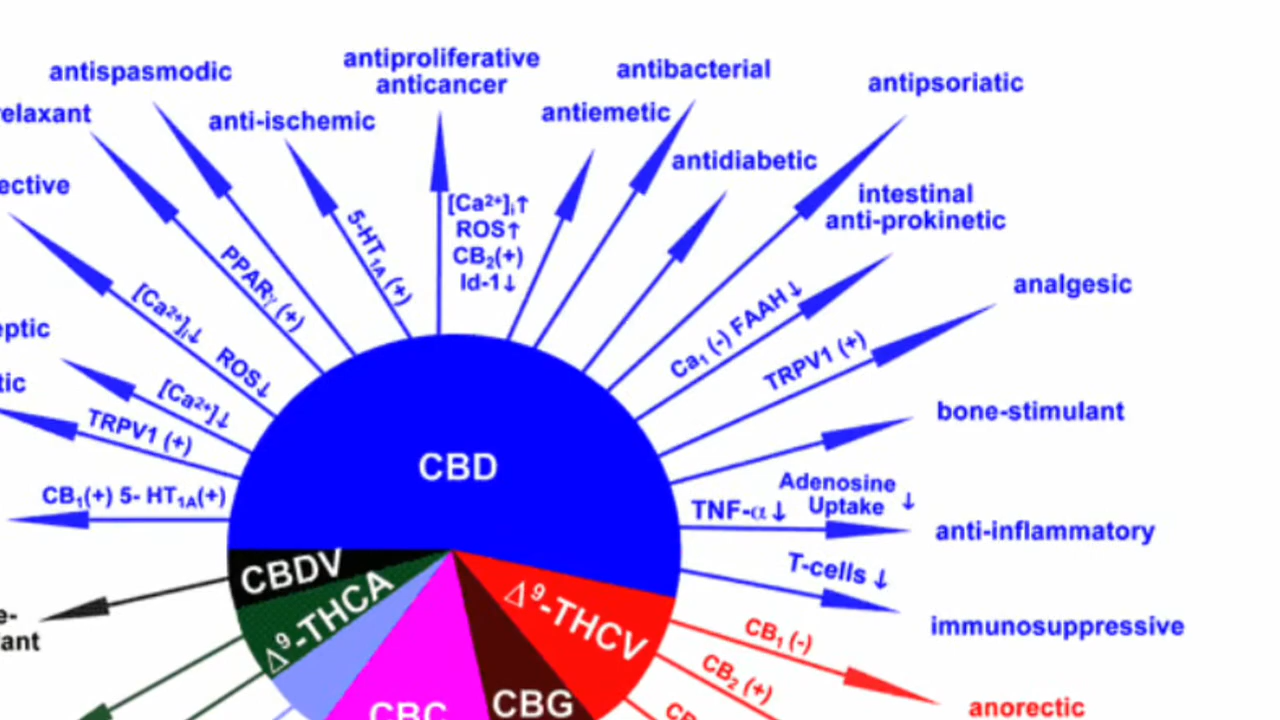 antiproliferative
anticancer
antispasmodic
antibacterial
antipsoriatic
relaxant
anti-ischemic
antiemetic
antidiabetic
ective
intestinal
anti-prokinetic
[Ca²⁺]ᵢ↑
ROS↑
CB₂(+)
Id-1↓
5-HT₁A (+)
PPARγ (+)
[Ca²⁺]ᵢ↓ ROS↓
Ca₁ (-) FAAH↓
analgesic
TRPV1 (+)
eptic
tic
[Ca²⁺]↓
TRPV1 (+)
bone-stimulant
CBD
CB₁(+) 5- HT₁A(+)
Adenosine
Uptake ↓
TNF-α↓
anti-inflammatory
T-cells ↓
immunosuppressive
CBDV
Δ⁹-THCA
Δ⁹-THCV
e-
ant
CB₁ (-)
CB₂ (+)
CBC
CBG
CB
anorectic